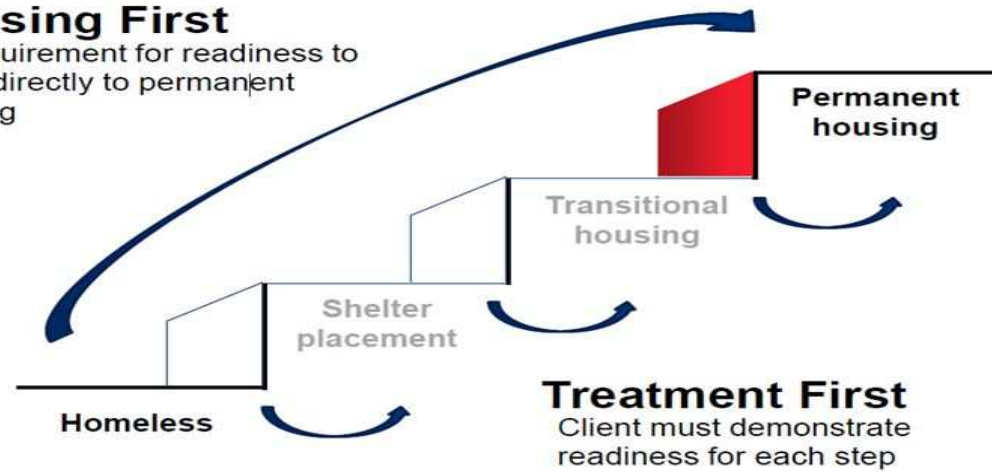 sing First
uirement for readiness to
directly to permanent
g
Permanent
housing
Transitional
housing
Shelter
placement
Homeless
Treatment First
Client must demonstrate
readiness for each step